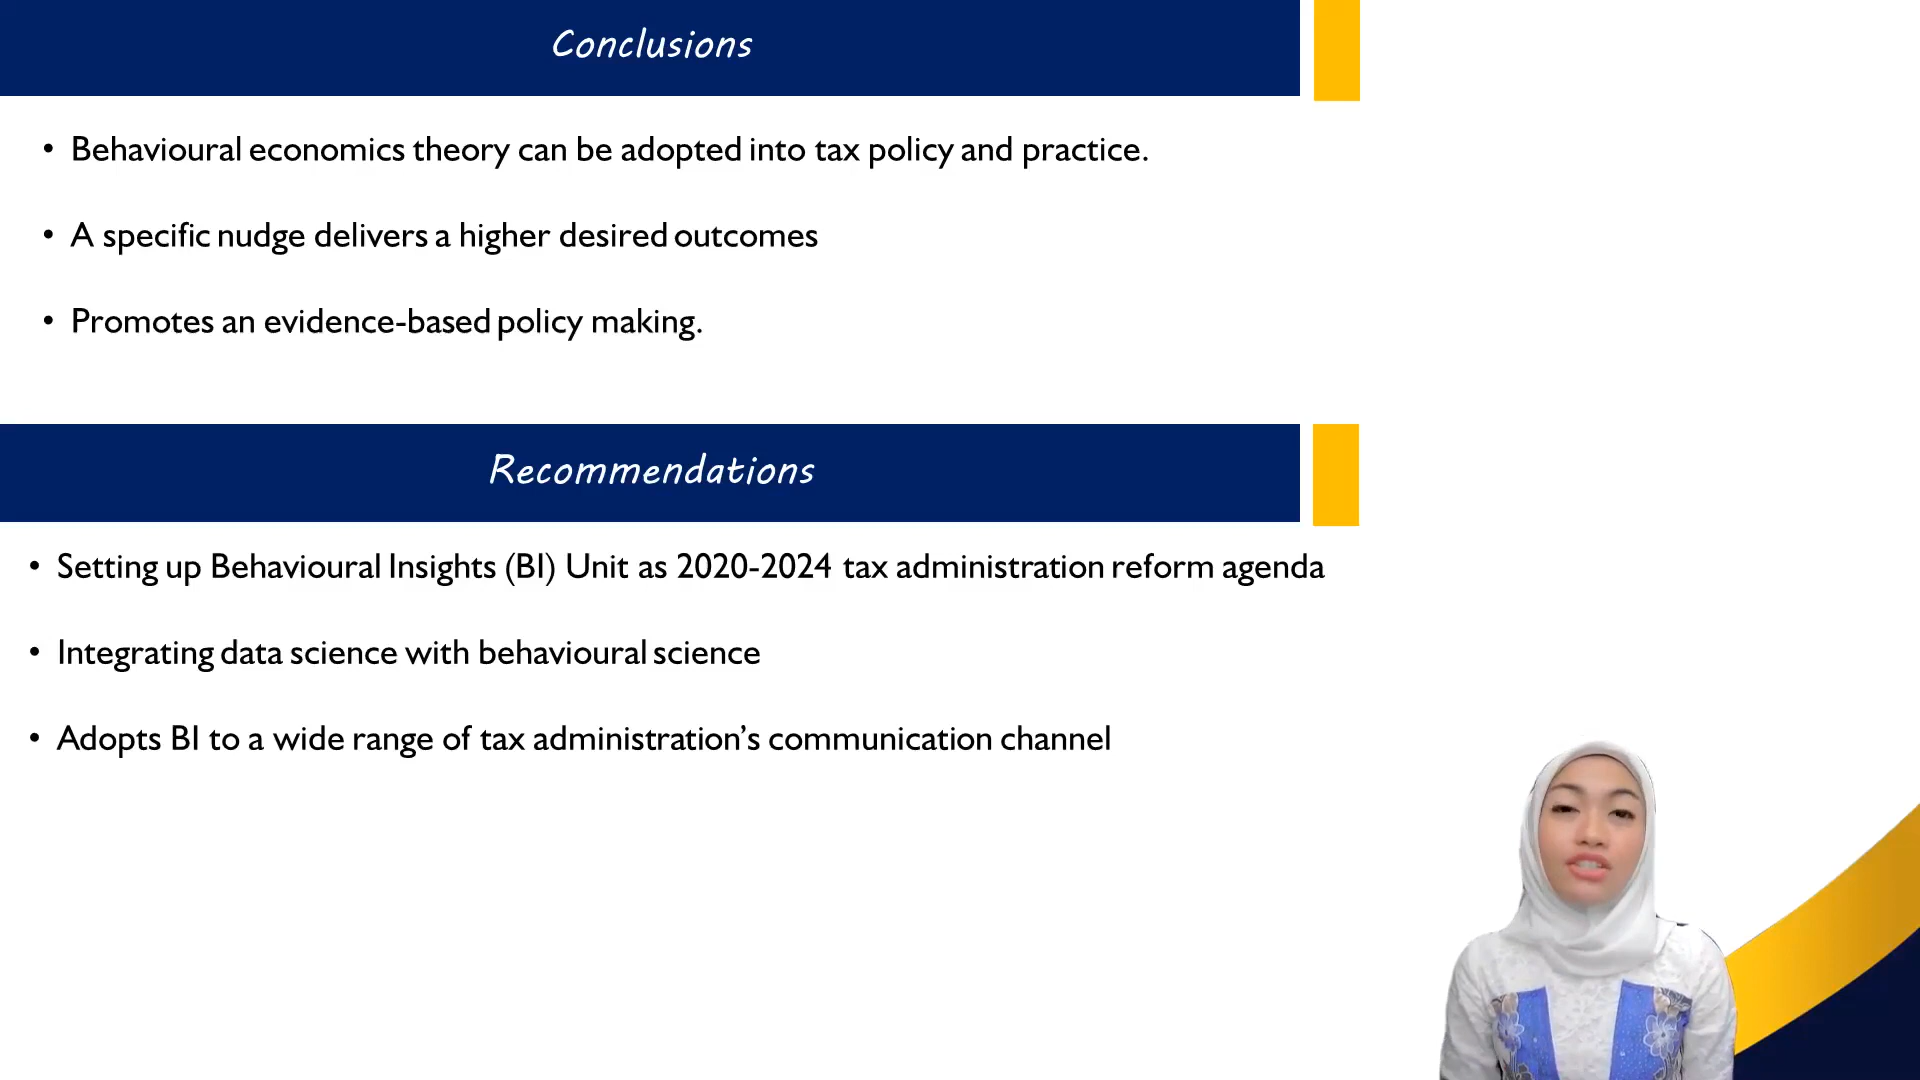 Conclusions
• Behavioural economics theory can be adopted into tax policy and practice.
• A specific nudge delivers a higher desired outcomes
• Promotes an evidence-based policy making.
Recommendations
• Setting up Behavioural Insights (BI) Unit as 2020-2024 tax administration reform agenda
• Integrating data science with behavioural science
• Adopts BI to a wide range of tax administration’s communication channel